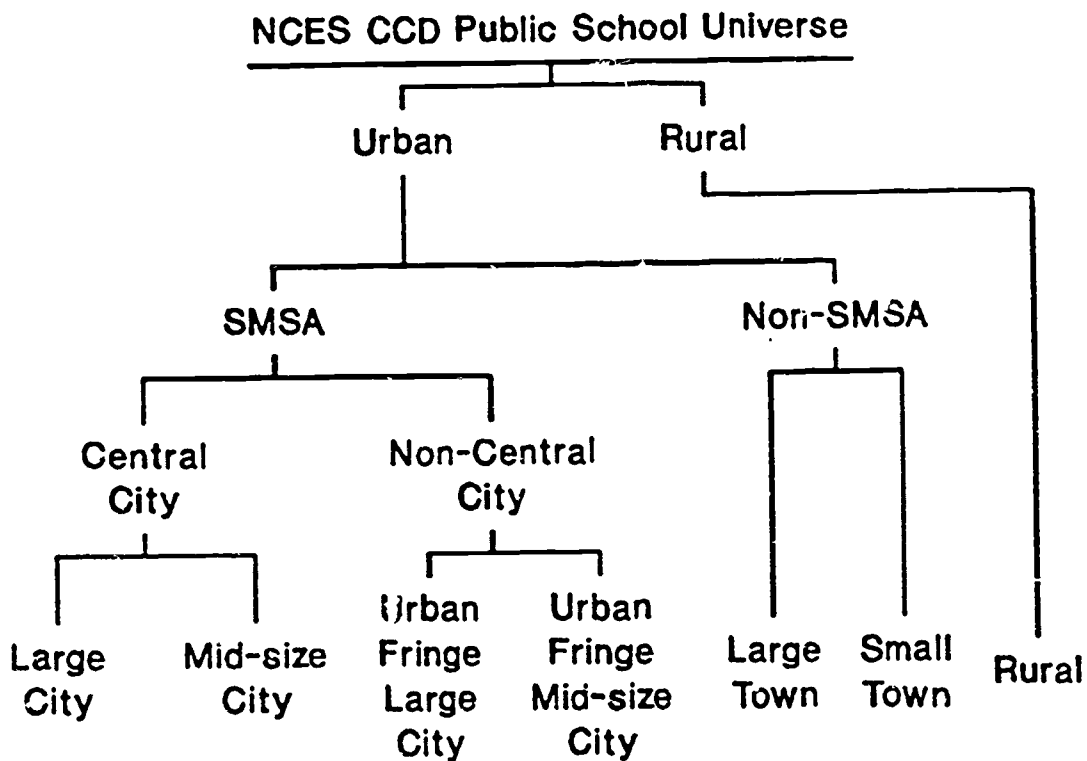 NCES CCD Public School Universe
Urban
Rural
SMSA
Non-SMSA
Central
City
Non-Central
City
Large
City
Mid-size
City
Urban
Fringe
Large
City
Urban
Fringe
Mid-size
City
Large
Town
Small
Town
Rural